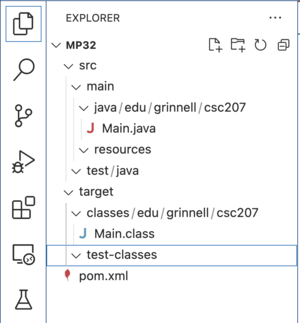 EXPLORER
MP32
src
main
java/edu/grinnell/csc207
J Main.java
resources
test/java
target
classes/edu/grinnell/csc207
J Main.class
test-classes
pom.xml